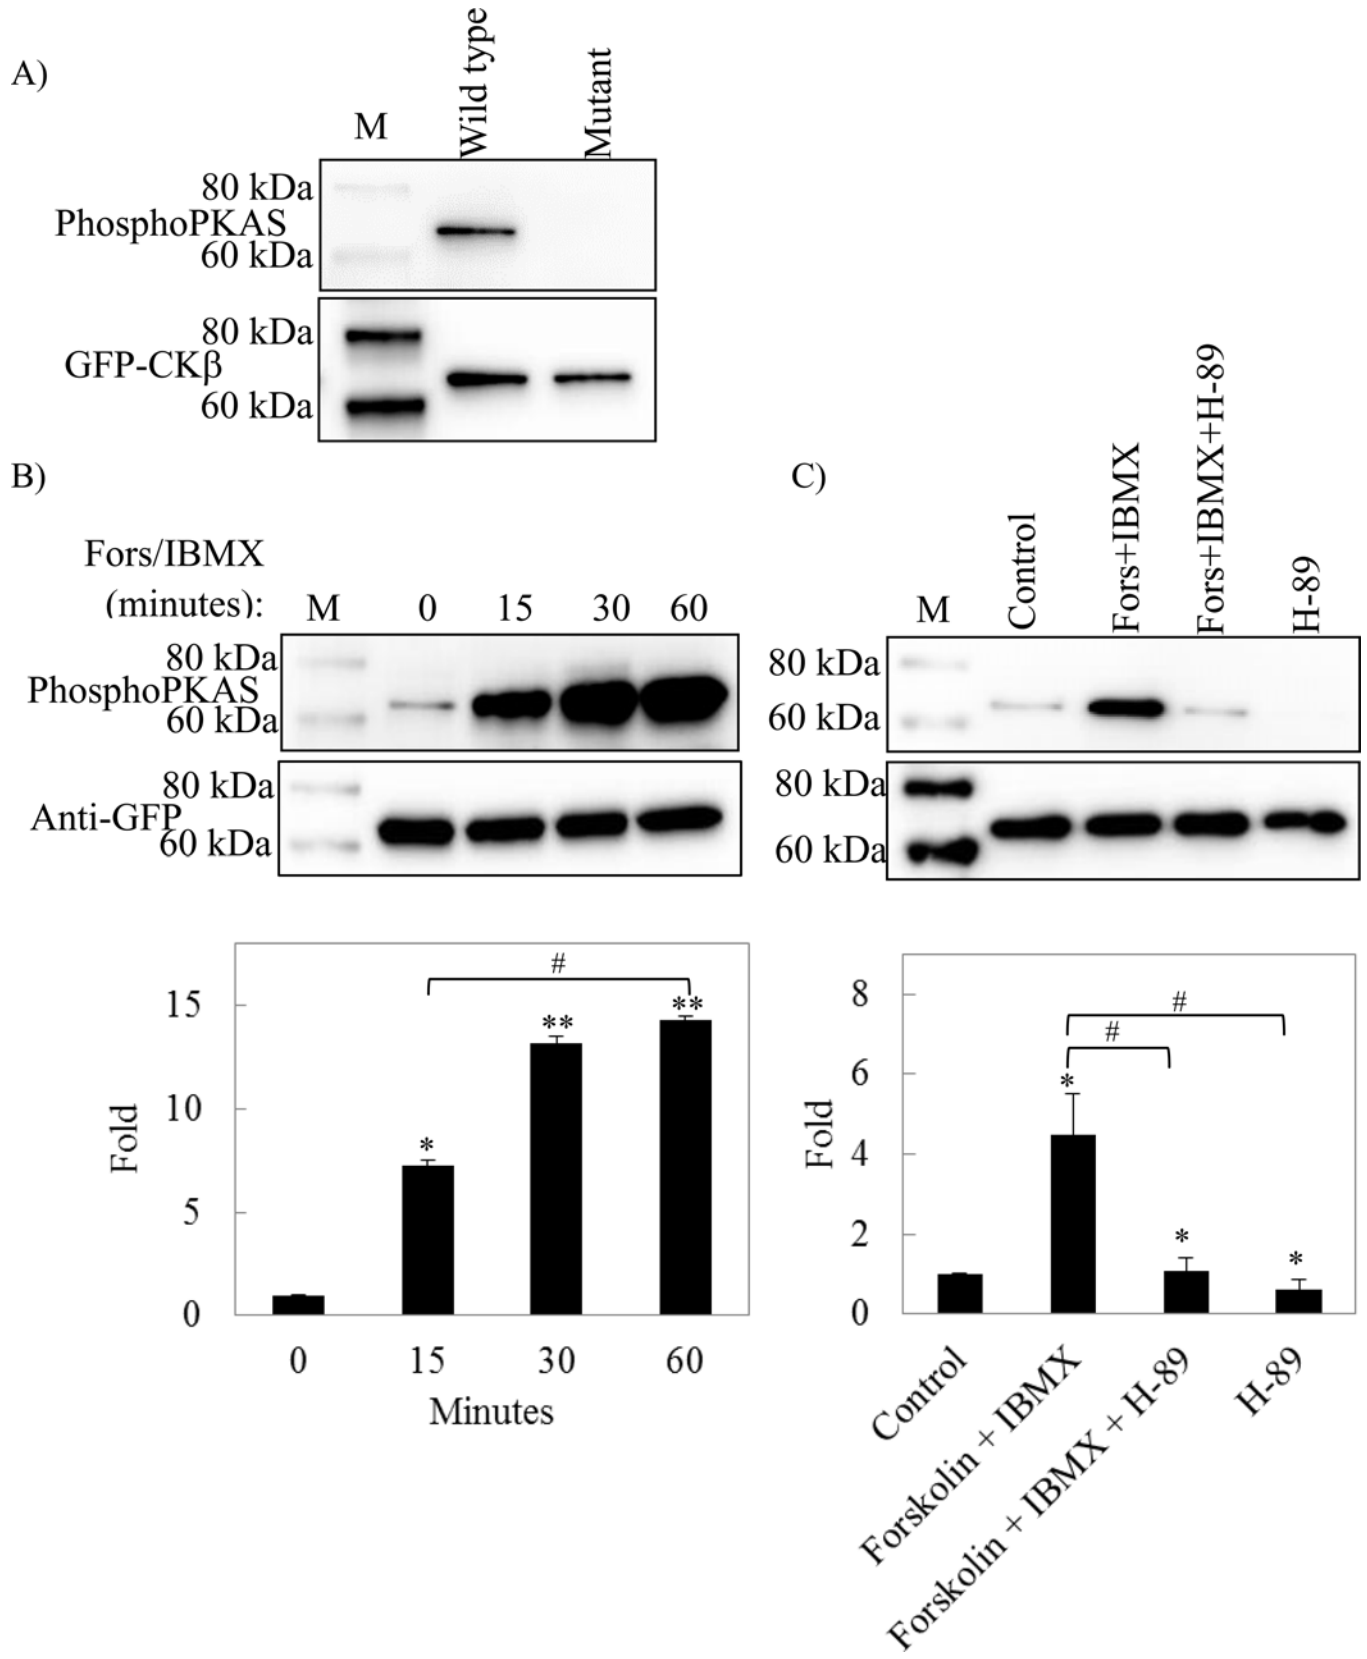 A)
M
Wild type
Mutant
80 kDa
PhosphoPKAS
60 kDa
80 kDa
GFP-CKβ
60 kDa
B)
Fors/IBMX
(minutes):
M
0
15
30
60
80 kDa
PhosphoPKAS
60 kDa
80 kDa
Anti-GFP
60 kDa
#
**
**
*
15
10
5
0
Fold
0
15
30
60
Minutes
C)
M
Control
Fors+IBMX
Fors+IBMX+H-89
H-89
80 kDa
60 kDa
80 kDa
60 kDa
#
#
*
*
*
8
6
4
2
0
Fold
Control
Forskolin + IBMX
Forskolin + IBMX + H-89
H-89